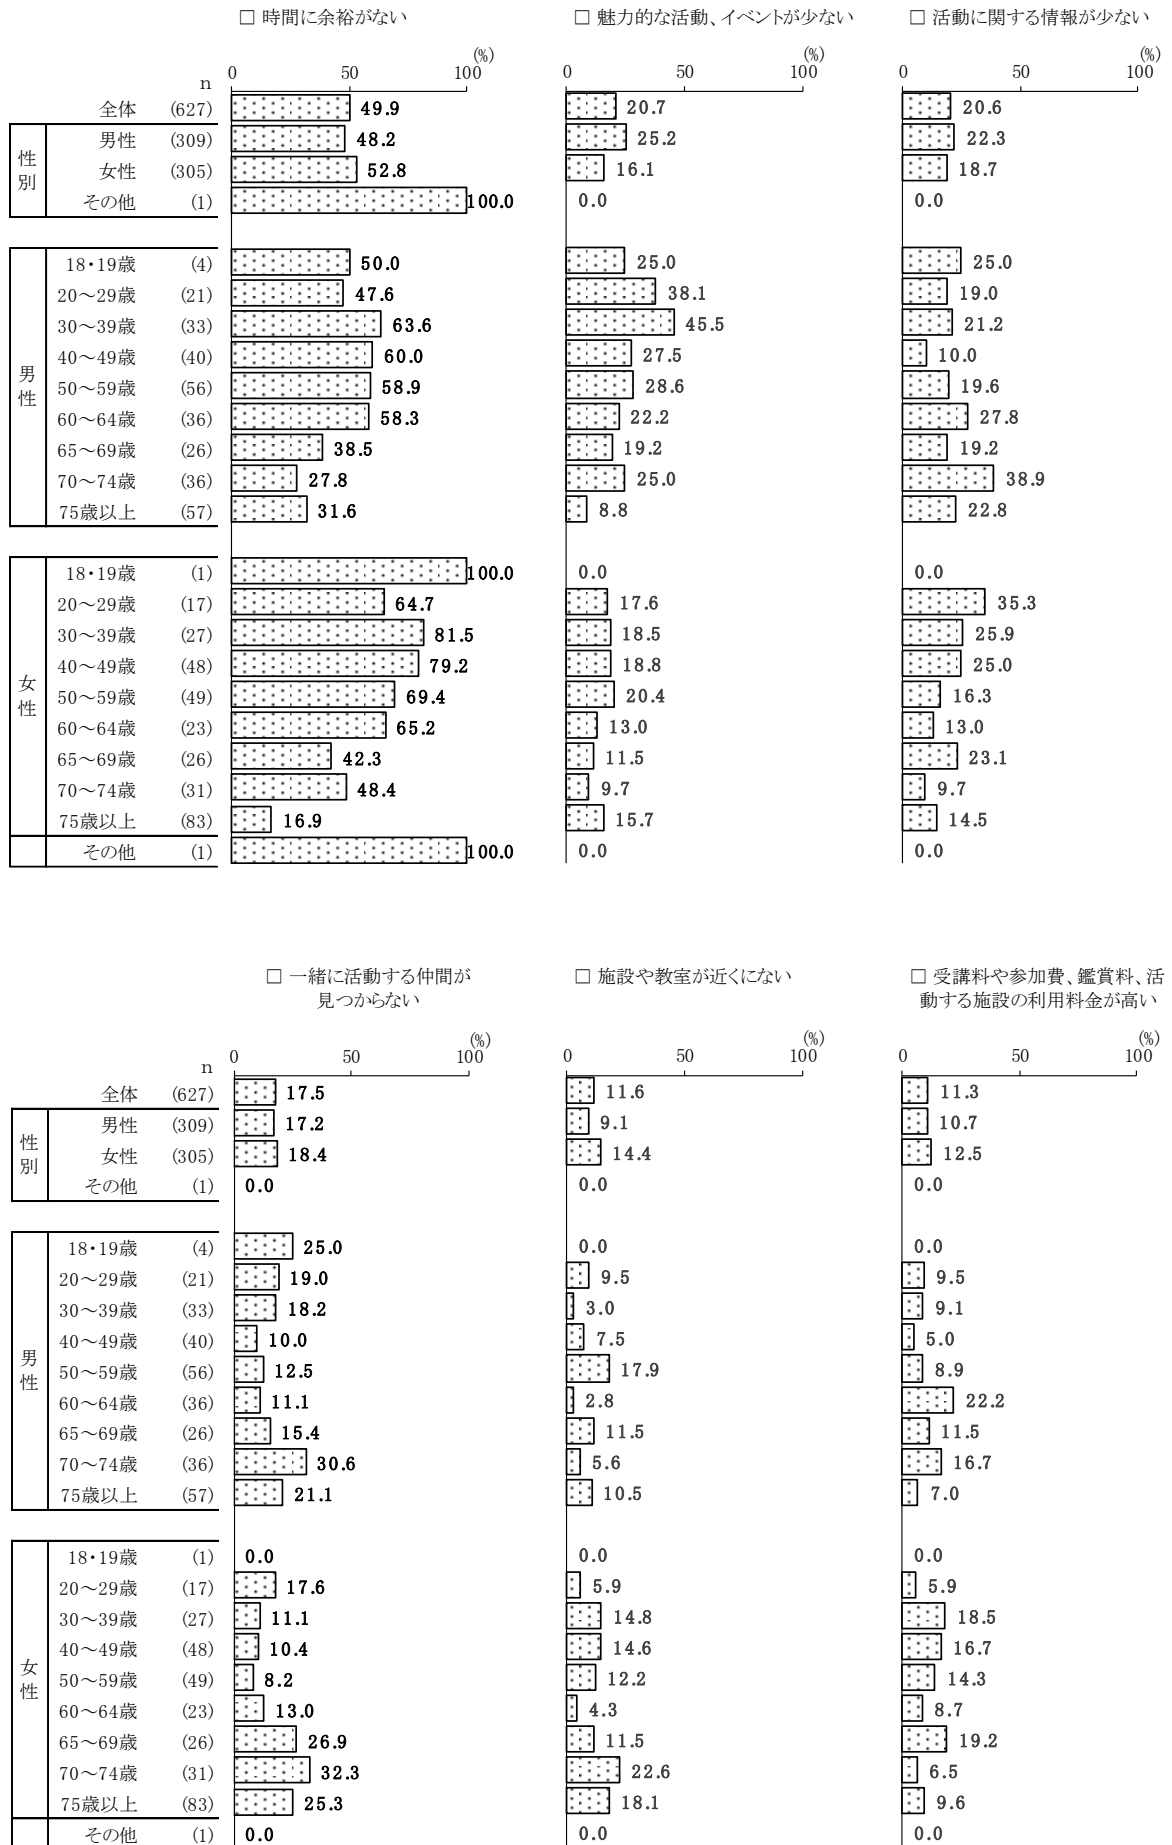 □ 時間に余裕がない □ 魅力的な活動、イベントが少ない □ 活動に関する情報が少ない
(%) (%) (%)
n 0 50 100 0 50 100 0 50 100
全体 (627) 49.9 20.7 20.6
性別
男性 (309) 48.2 25.2 22.3
女性 (305) 52.8 16.1 18.7
その他 (1) 100.0 0.0 0.0
男性
18・19歳 (4) 50.0 25.0 25.0
20～29歳 (21) 47.6 38.1 19.0
30～39歳 (33) 63.6 45.5 21.2
40～49歳 (40) 60.0 27.5 10.0
50～59歳 (56) 58.9 28.6 19.6
60～64歳 (36) 58.3 22.2 27.8
65～69歳 (26) 38.5 19.2 19.2
70～74歳 (36) 27.8 25.0 38.9
75歳以上 (57) 31.6 8.8 22.8
女性
18・19歳 (1) 100.0 0.0 0.0
20～29歳 (17) 64.7 17.6 35.3
30～39歳 (27) 81.5 18.5 25.9
40～49歳 (48) 79.2 18.8 25.0
50～59歳 (49) 69.4 20.4 16.3
60～64歳 (23) 65.2 13.0 13.0
65～69歳 (26) 42.3 11.5 23.1
70～74歳 (31) 48.4 9.7 9.7
75歳以上 (83) 16.9 15.7 14.5
その他 (1) 100.0 0.0 0.0
□ 一緒に活動する仲間が □ 施設や教室が近くにない □ 受講料や参加費、鑑賞料、活
見つからない 動する施設の利用料金が高い
(%) (%) (%)
n 0 50 100 0 50 100 0 50 100
全体 (627) 17.5 11.6 11.3
性別
男性 (309) 17.2 9.1 10.7
女性 (305) 18.4 14.4 12.5
その他 (1) 0.0 0.0 0.0
男性
18・19歳 (4) 25.0 0.0 0.0
20～29歳 (21) 19.0 9.5 9.5
30～39歳 (33) 18.2 3.0 9.1
40～49歳 (40) 10.0 7.5 5.0
50～59歳 (56) 12.5 17.9 8.9
60～64歳 (36) 11.1 2.8 22.2
65～69歳 (26) 15.4 11.5 11.5
70～74歳 (36) 30.6 5.6 16.7
75歳以上 (57) 21.1 10.5 7.0
女性
18・19歳 (1) 0.0 0.0 0.0
20～29歳 (17) 17.6 5.9 5.9
30～39歳 (27) 11.1 14.8 18.5
40～49歳 (48) 10.4 14.6 16.7
50～59歳 (49) 8.2 12.2 14.3
60～64歳 (23) 13.0 4.3 8.7
65～69歳 (26) 26.9 11.5 19.2
70～74歳 (31) 32.3 22.6 6.5
75歳以上 (83) 25.3 18.1 9.6
その他 (1) 0.0 0.0 0.0